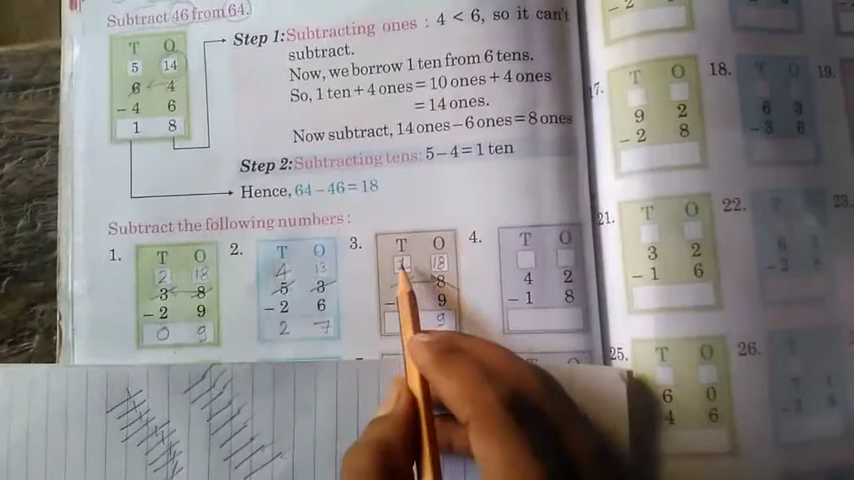 Subtract 46 from 64.
T O
5 14
6 4
- 4 6
1 8
Step 1: Subtracting ones : 4 < 6, so it can't
subtract.
Now, we borrow 1 ten from 6 tens.
So, 1 ten + 4 ones = 10 ones + 4 ones
= 14 ones.
Now subtract, 14 ones - 6 ones = 8 ones
Step 2: Subtracting tens: 5 - 4 = 1 ten
Hence, 64 - 46 = 18
Subtract the following numbers:
1.
T O
2 18
3 8
- 2 9
0 9
2.
T O
4 13
5 3
- 2 6
2 7
3.
T O
1 18
8
- 9
9
4.
T O
4 2
- 1 8
17.
T O
9 2
- 2 8
18.
T O
6 3
- 3 6
19.
21.
T O
3 2
- 1 6
22.
23.
25.
T O
6 0
4 6
26.